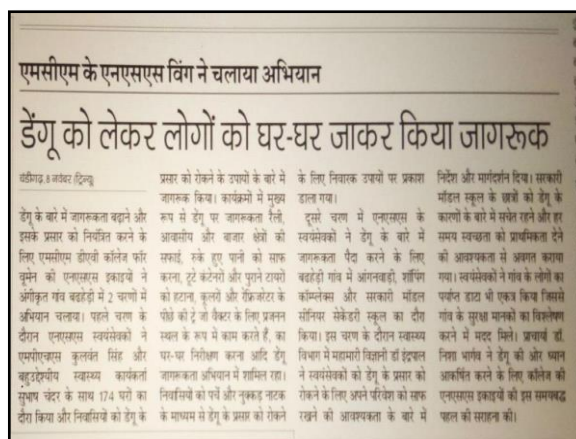 एमसीएम के एनएसएस विंग ने चलाया अभियान
डेंगू को लेकर लोगों को घर-घर जाकर किया जागरूक
चंडीगढ़, 8 नवंबर (ट्रिन्यू)
डेंगू के बारे में जागरूकता बढ़ाने और
इसके प्रसार को नियंत्रित करने के
लिए एमसीएम डीएवी कॉलेज फॉर
वूमेन की एनएसएस इकाइयों ने
अंगीकृत गांव बडहेड़ी में 2 चरणों में
अभियान चलाया। पहले चरण के
दौरान एनएसएस स्वयंसेवकों ने
एमपीएचएस कुलवंत सिंह और
बहुउद्देश्यीय स्वास्थ्य कार्यकर्ता
सुभाष चंदर के साथ 174 घरों का
दौरा किया और निवासियों को डेंगू के
प्रसार को रोकने के उपायों के बारे में
जागरूक किया। कार्यक्रमों में मुख्य
रूप से डेंगू पर जागरूकता रैली,
आवासीय और बाजार क्षेत्रों की
सफाई, रुके हुए पानी को साफ
करना, टूटे कंटेनरों और पुराने टायरों
को हटाना, कूलरों और रेफ्रिजरेटर के
पीछे की ट्रे जो वैक्टर के लिए प्रजनन
स्थल के रूप में काम करते हैं, का
घर-घर निरीक्षण करना आदि डेंगू
जागरूकता अभियान में शामिल रहा।
निवासियों को पर्चे और नुक्कड़ नाटक
के माध्यम से डेंगू के प्रसार को रोकने
के लिए निवारक उपायों पर प्रकाश
डाला गया।
दूसरे चरण में एनएसएस के
स्वयंसेवकों ने डेंगू के बारे में
जागरूकता पैदा करने के लिए
बडहेड़ी गांव में आंगनवाड़ी, शॉपिंग
कॉम्प्लेक्स और सरकारी मॉडल
सीनियर सेकेंडरी स्कूल का दौरा
किया। इस चरण के दौरान स्वास्थ्य
विभाग में महामारी विज्ञानी डॉ इंद्रपाल
ने स्वयंसेवकों को डेंगू के प्रसार को
रोकने के लिए अपने परिवेश को साफ
रखने की आवश्यकता के बारे में
निर्देश और मार्गदर्शन दिया। सरकारी
मॉडल स्कूल के छात्रों को डेंगू के
कारणों के बारे में सचेत रहने और हर
समय स्वच्छता को प्राथमिकता देने
की आवश्यकता से अवगत कराया
गया। स्वयंसेवकों ने गांव के लोगों का
पर्याप्त डाटा भी एकत्र किया जिससे
गांव के सुरक्षा मानकों का विश्लेषण
करने में मदद मिले। प्राचार्या डॉ.
निशा भार्गव ने डेंगू की ओर ध्यान
आकर्षित करने के लिए कॉलेज की
एनएसएस इकाइयों की इस समयबद्ध
पहल की सराहना की।